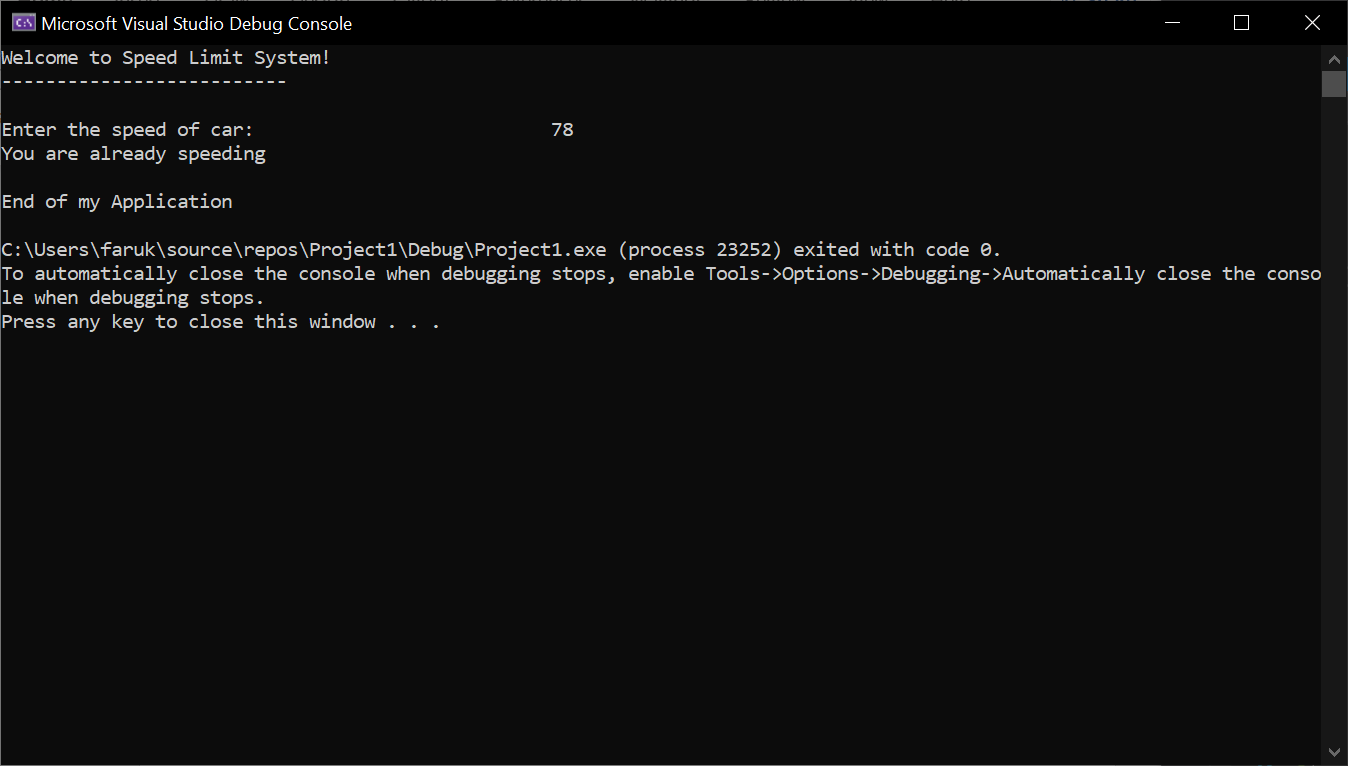 Microsoft Visual Studio Debug Console
Welcome to Speed Limit System!
--------------------------
Enter the speed of car:                           78
You are already speeding
End of my Application
C:\Users\faruk\source\repos\Project1\Debug\Project1.exe (process 23252) exited with code 0.
To automatically close the console when debugging stops, enable Tools->Options->Debugging->Automatically close the conso
le when debugging stops.
Press any key to close this window . . .